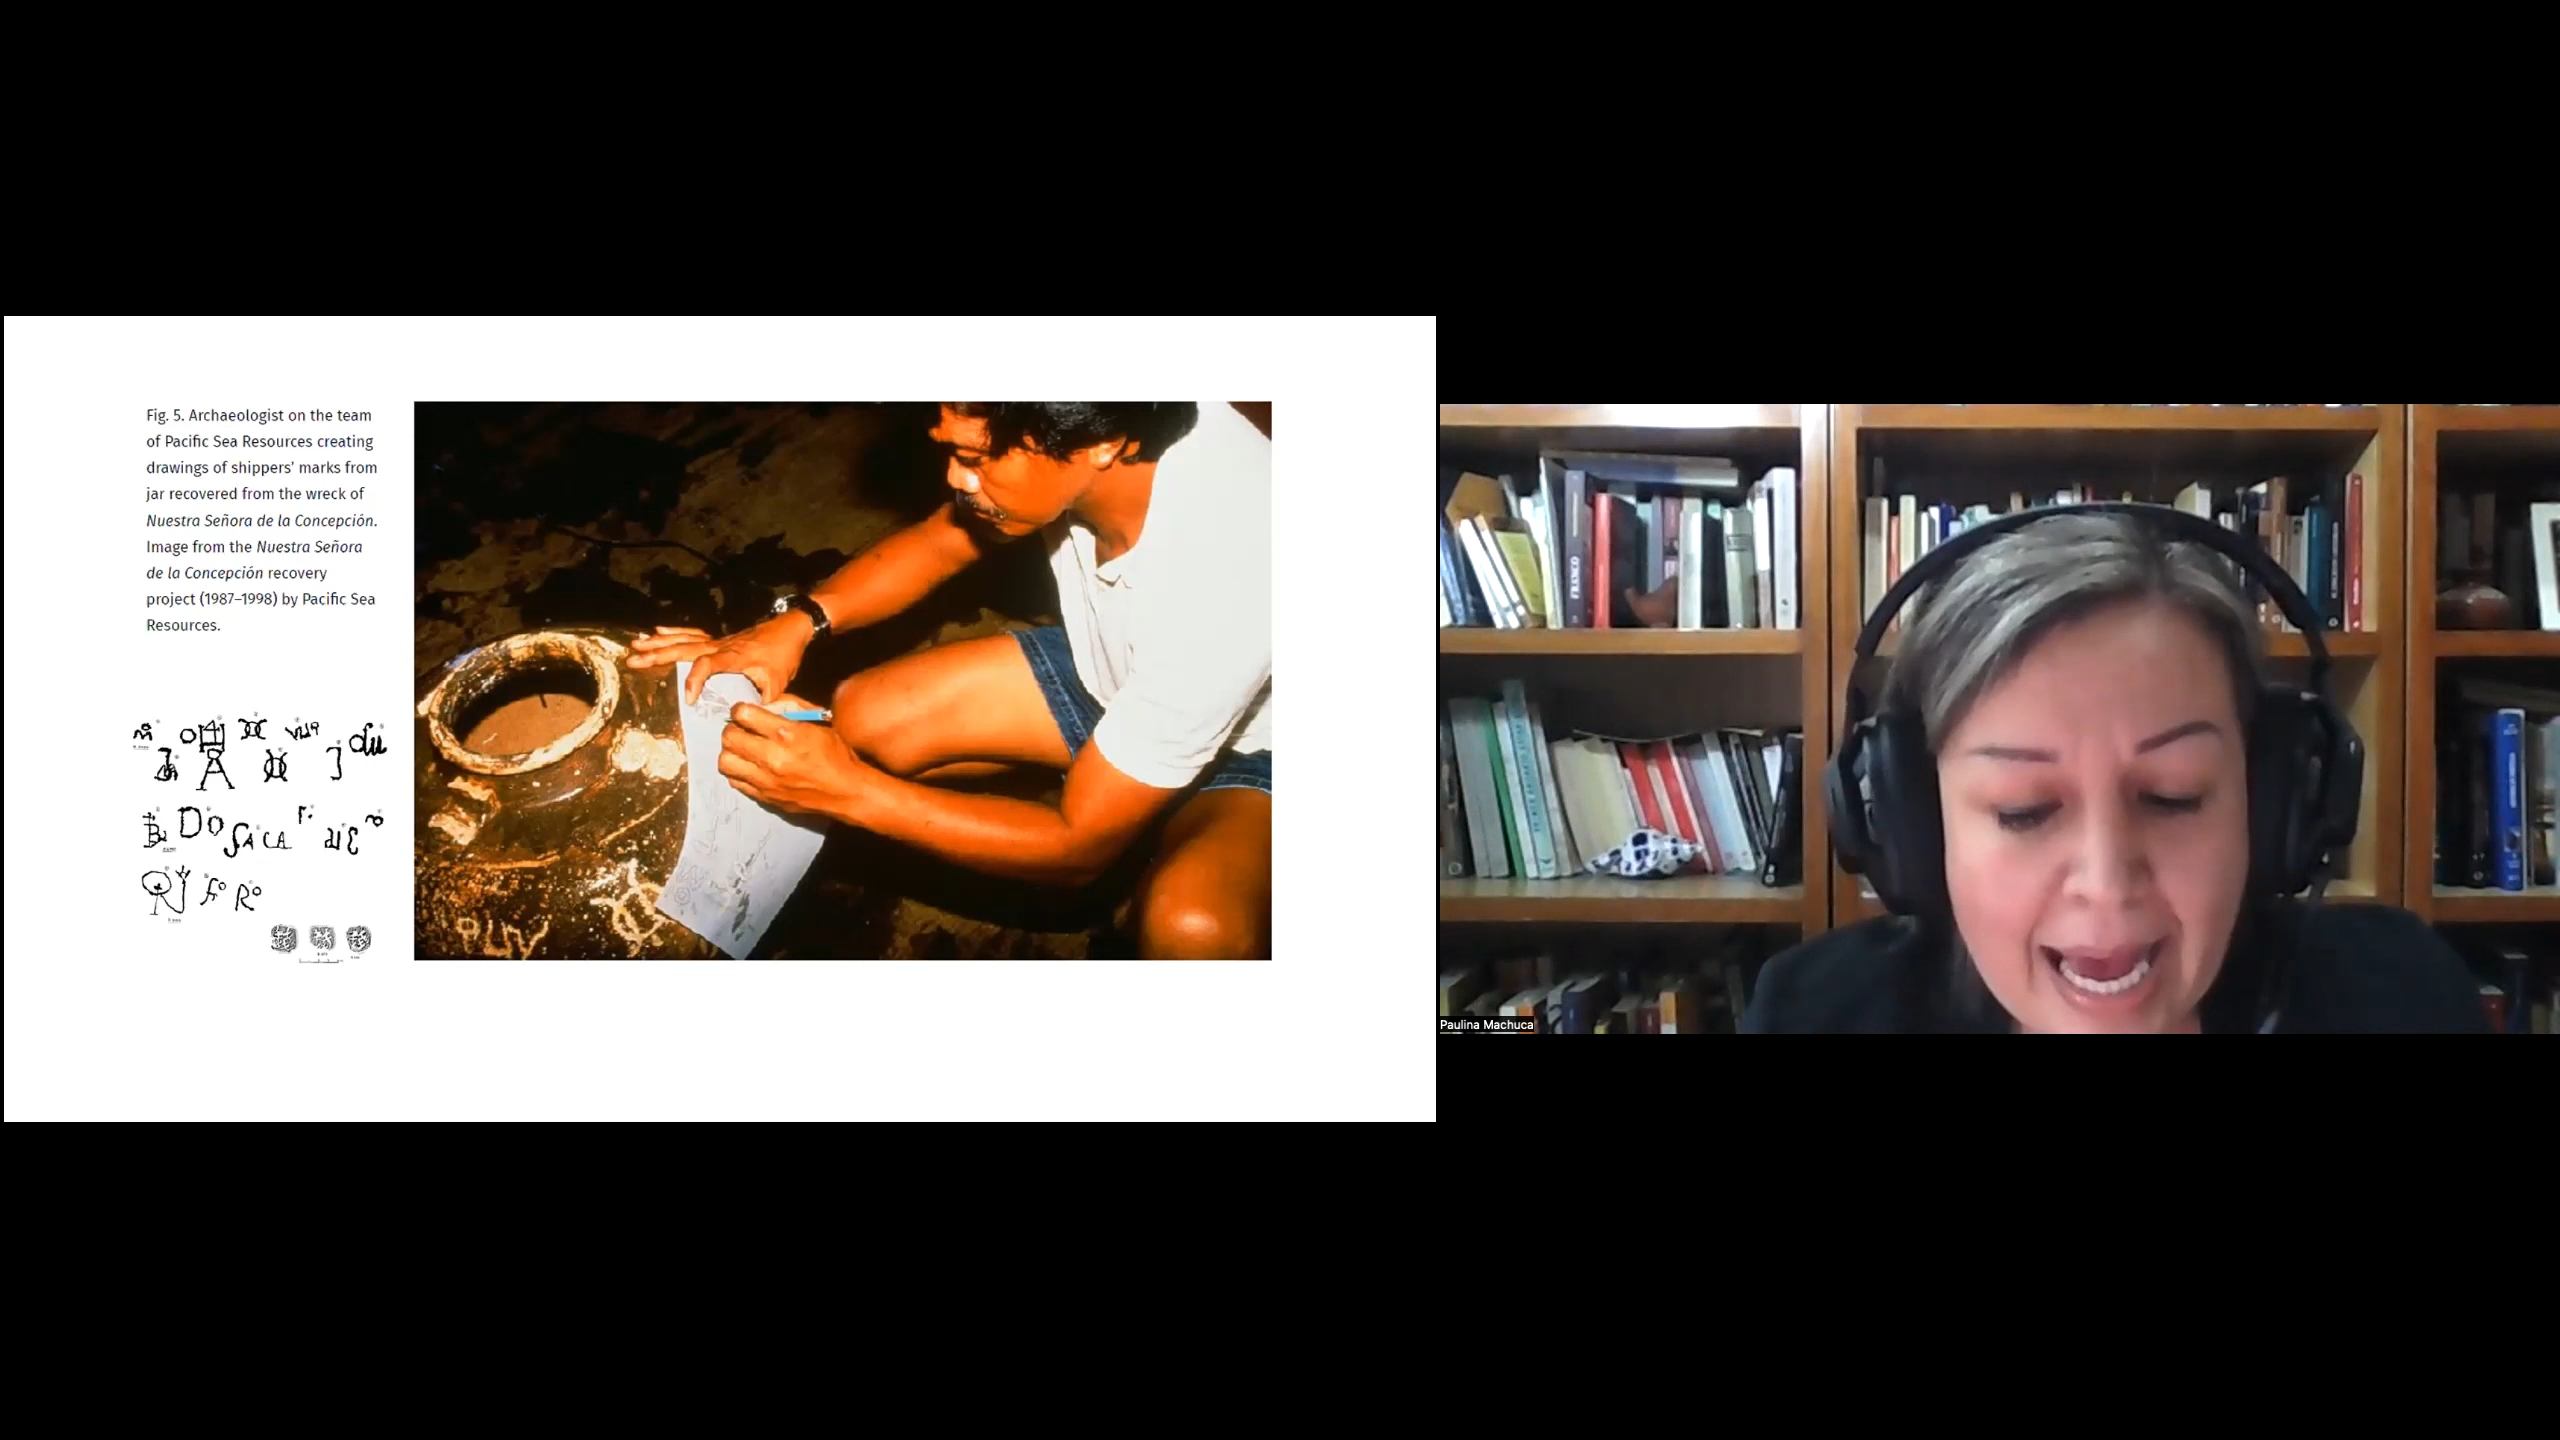 Fig. 5. Archaeologist on the team
of Pacific Sea Resources creating
drawings of shippers' marks from
jar recovered from the wreck of
Nuestra Señora de la Concepción.
Image from the Nuestra Señora
de la Concepción recovery
project (1987–1998) by Pacific Sea
Resources.
FRANCO
Paulina Machuca